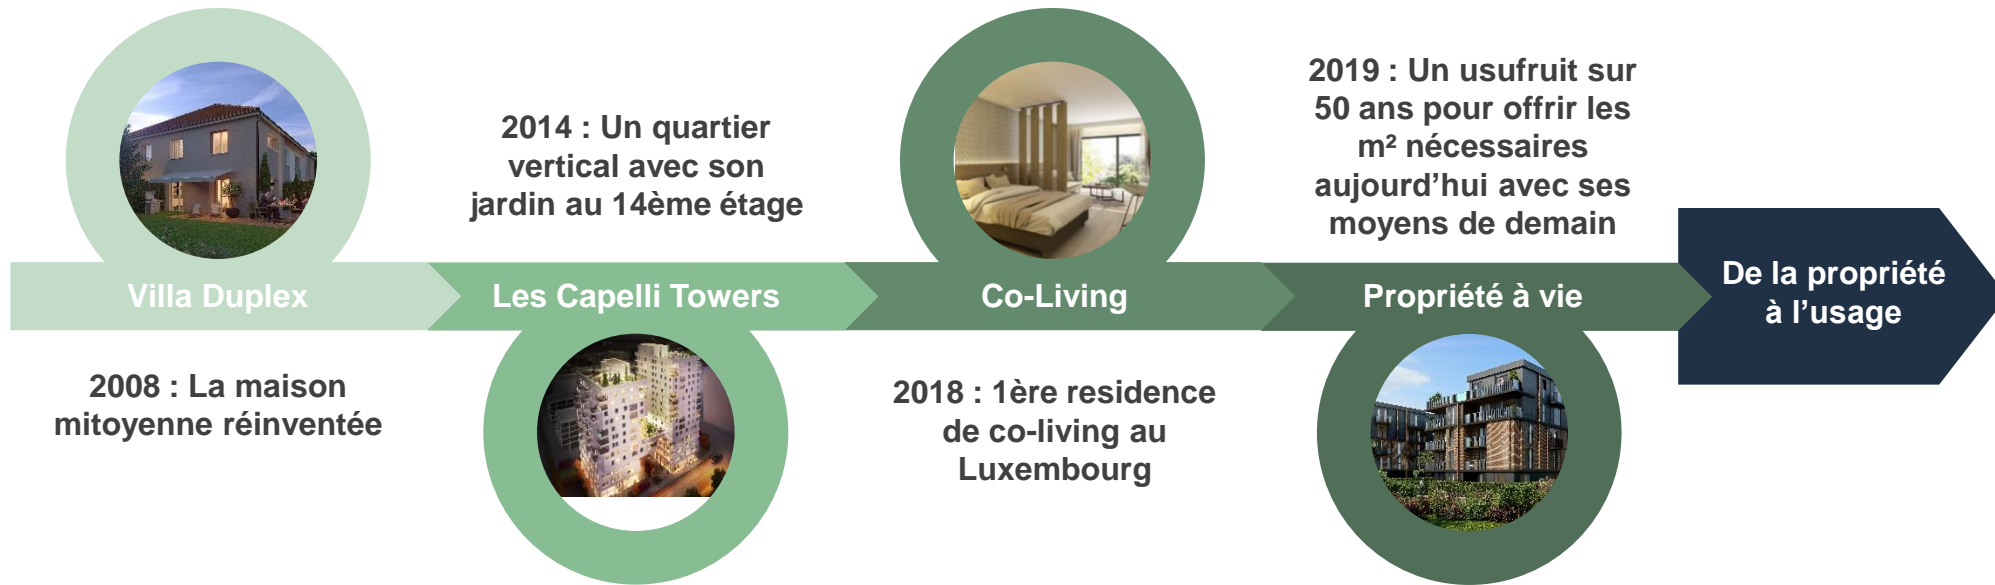 Villa Duplex
2008 : La maison
mitoyenne réinventée
2014 : Un quartier
vertical avec son
jardin au 14ème étage
Les Capelli Towers
Co-Living
2018 : 1ère residence
de co-living au
Luxembourg
2019 : Un usufruit sur
50 ans pour offrir les
m² nécessaires
aujourd’hui avec ses
moyens de demain
Propriété à vie
De la propriété
à l’usage